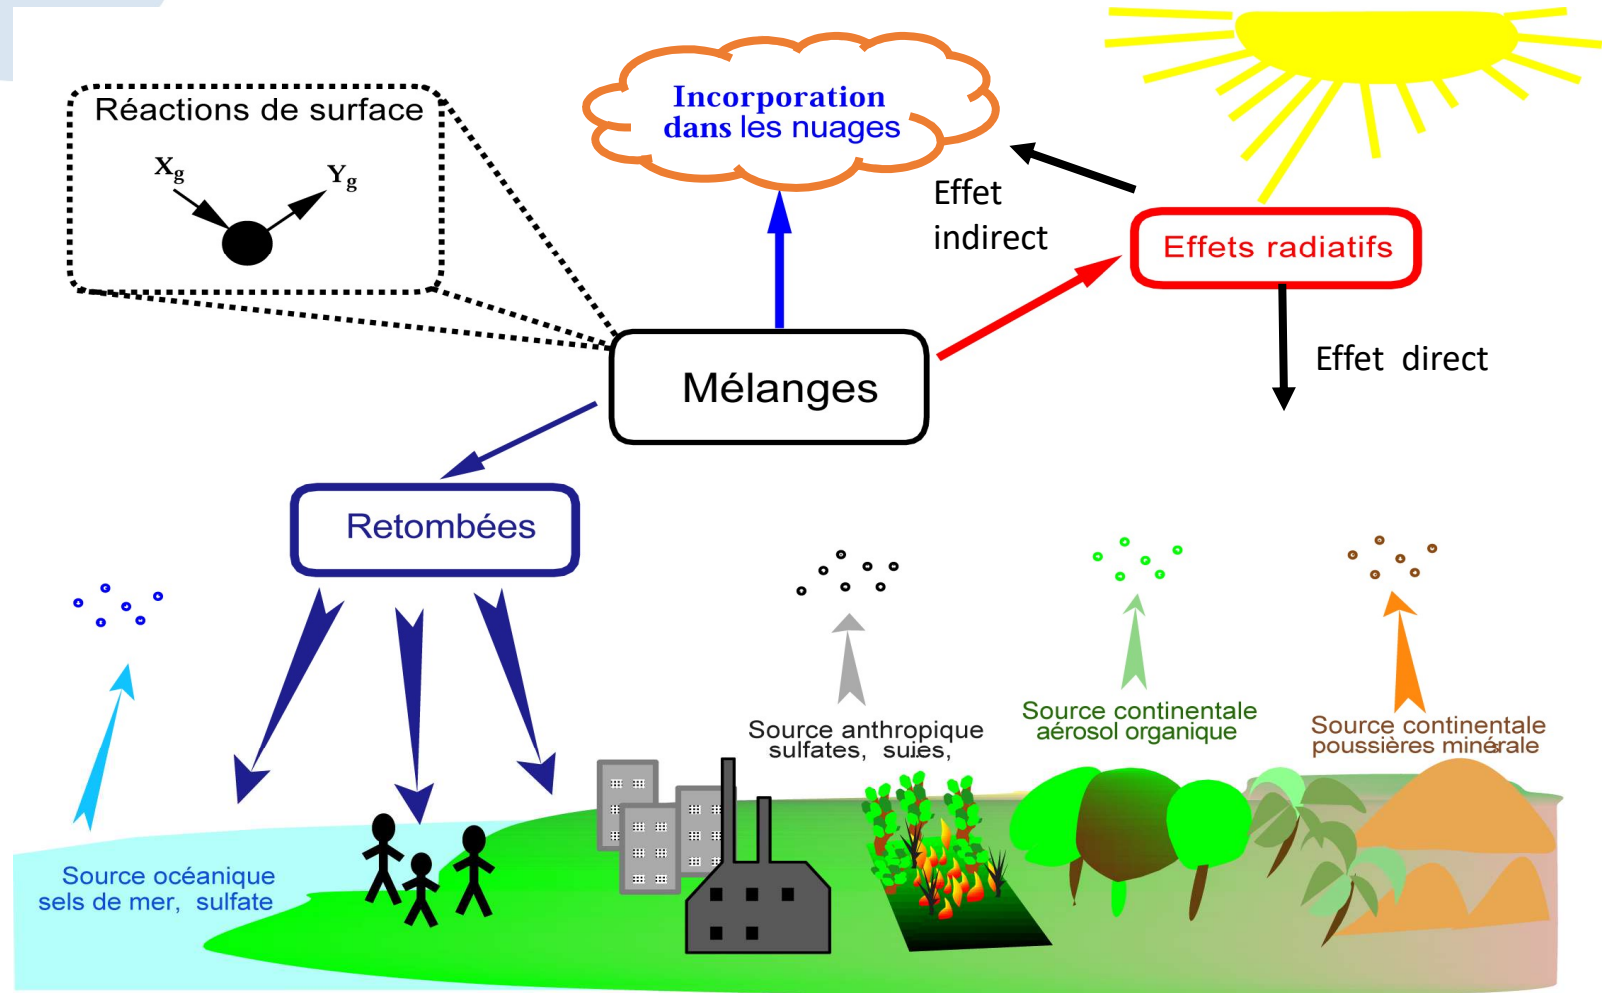 Réactions de surface
Xg
Yg
Incorporation
dans les nuages
Effet
indirect
Effets radiatifs
Effet direct
Mélanges
Retombées
Source anthropique
sulfates, suies,
Source continentale
aérosol organique
Source continentale
poussières minérale
Source océanique
sels de mer, sulfate